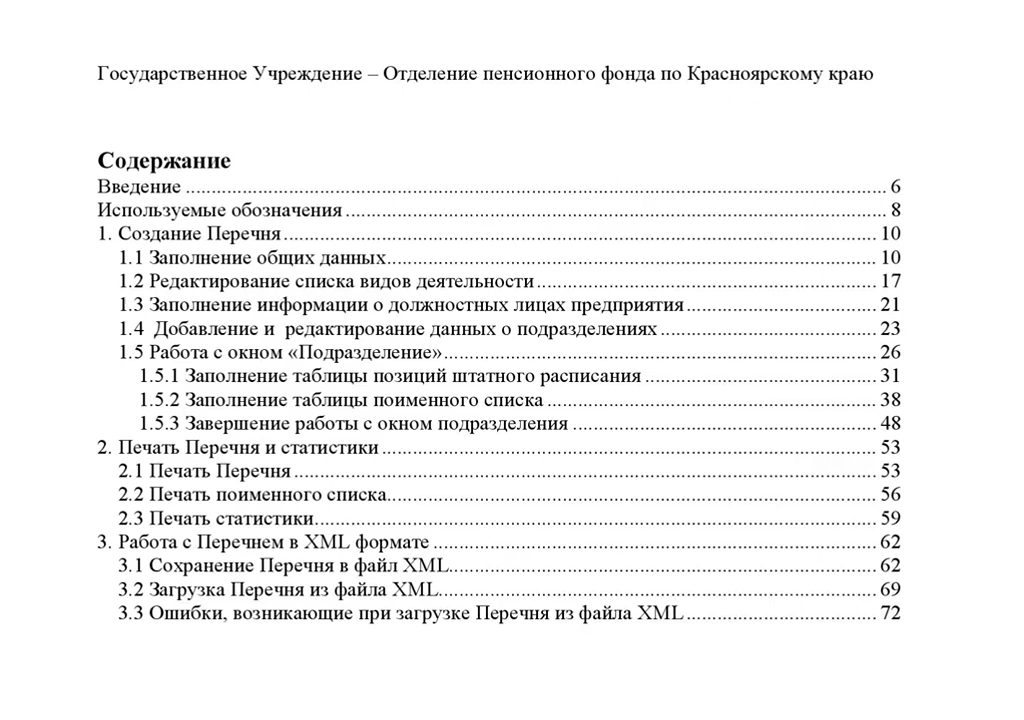 Государственное Учреждение – Отделение пенсионного фонда по Красноярскому краю
Содержание
Введение ........................................................................................................ 6
Используемые обозначения ........................................................................ 8
1. Создание Перечня ................................................................................... 10
1.1 Заполнение общих данных.................................................................. 10
1.2 Редактирование списка видов деятельности ..................................... 17
1.3 Заполнение информации о должностных лицах предприятия ........ 21
1.4  Добавление и  редактирование данных о подразделениях ............. 23
1.5 Работа с окном «Подразделение»....................................................... 26
1.5.1 Заполнение таблицы позиций штатного расписания ................... 31
1.5.2 Заполнение таблицы поименного списка ..................................... 38
1.5.3 Завершение работы с окном подразделения ................................ 48
2. Печать Перечня и статистики ................................................................ 53
2.1 Печать Перечня .................................................................................... 53
2.2 Печать поименного списка.................................................................. 56
2.3 Печать статистики................................................................................ 59
3. Работа с Перечнем в XML формате ...................................................... 62
3.1 Сохранение Перечня в файл XML...................................................... 62
3.2 Загрузка Перечня из файла XML........................................................ 69
3.3 Ошибки, возникающие при загрузке Перечня из файла XML ........ 72